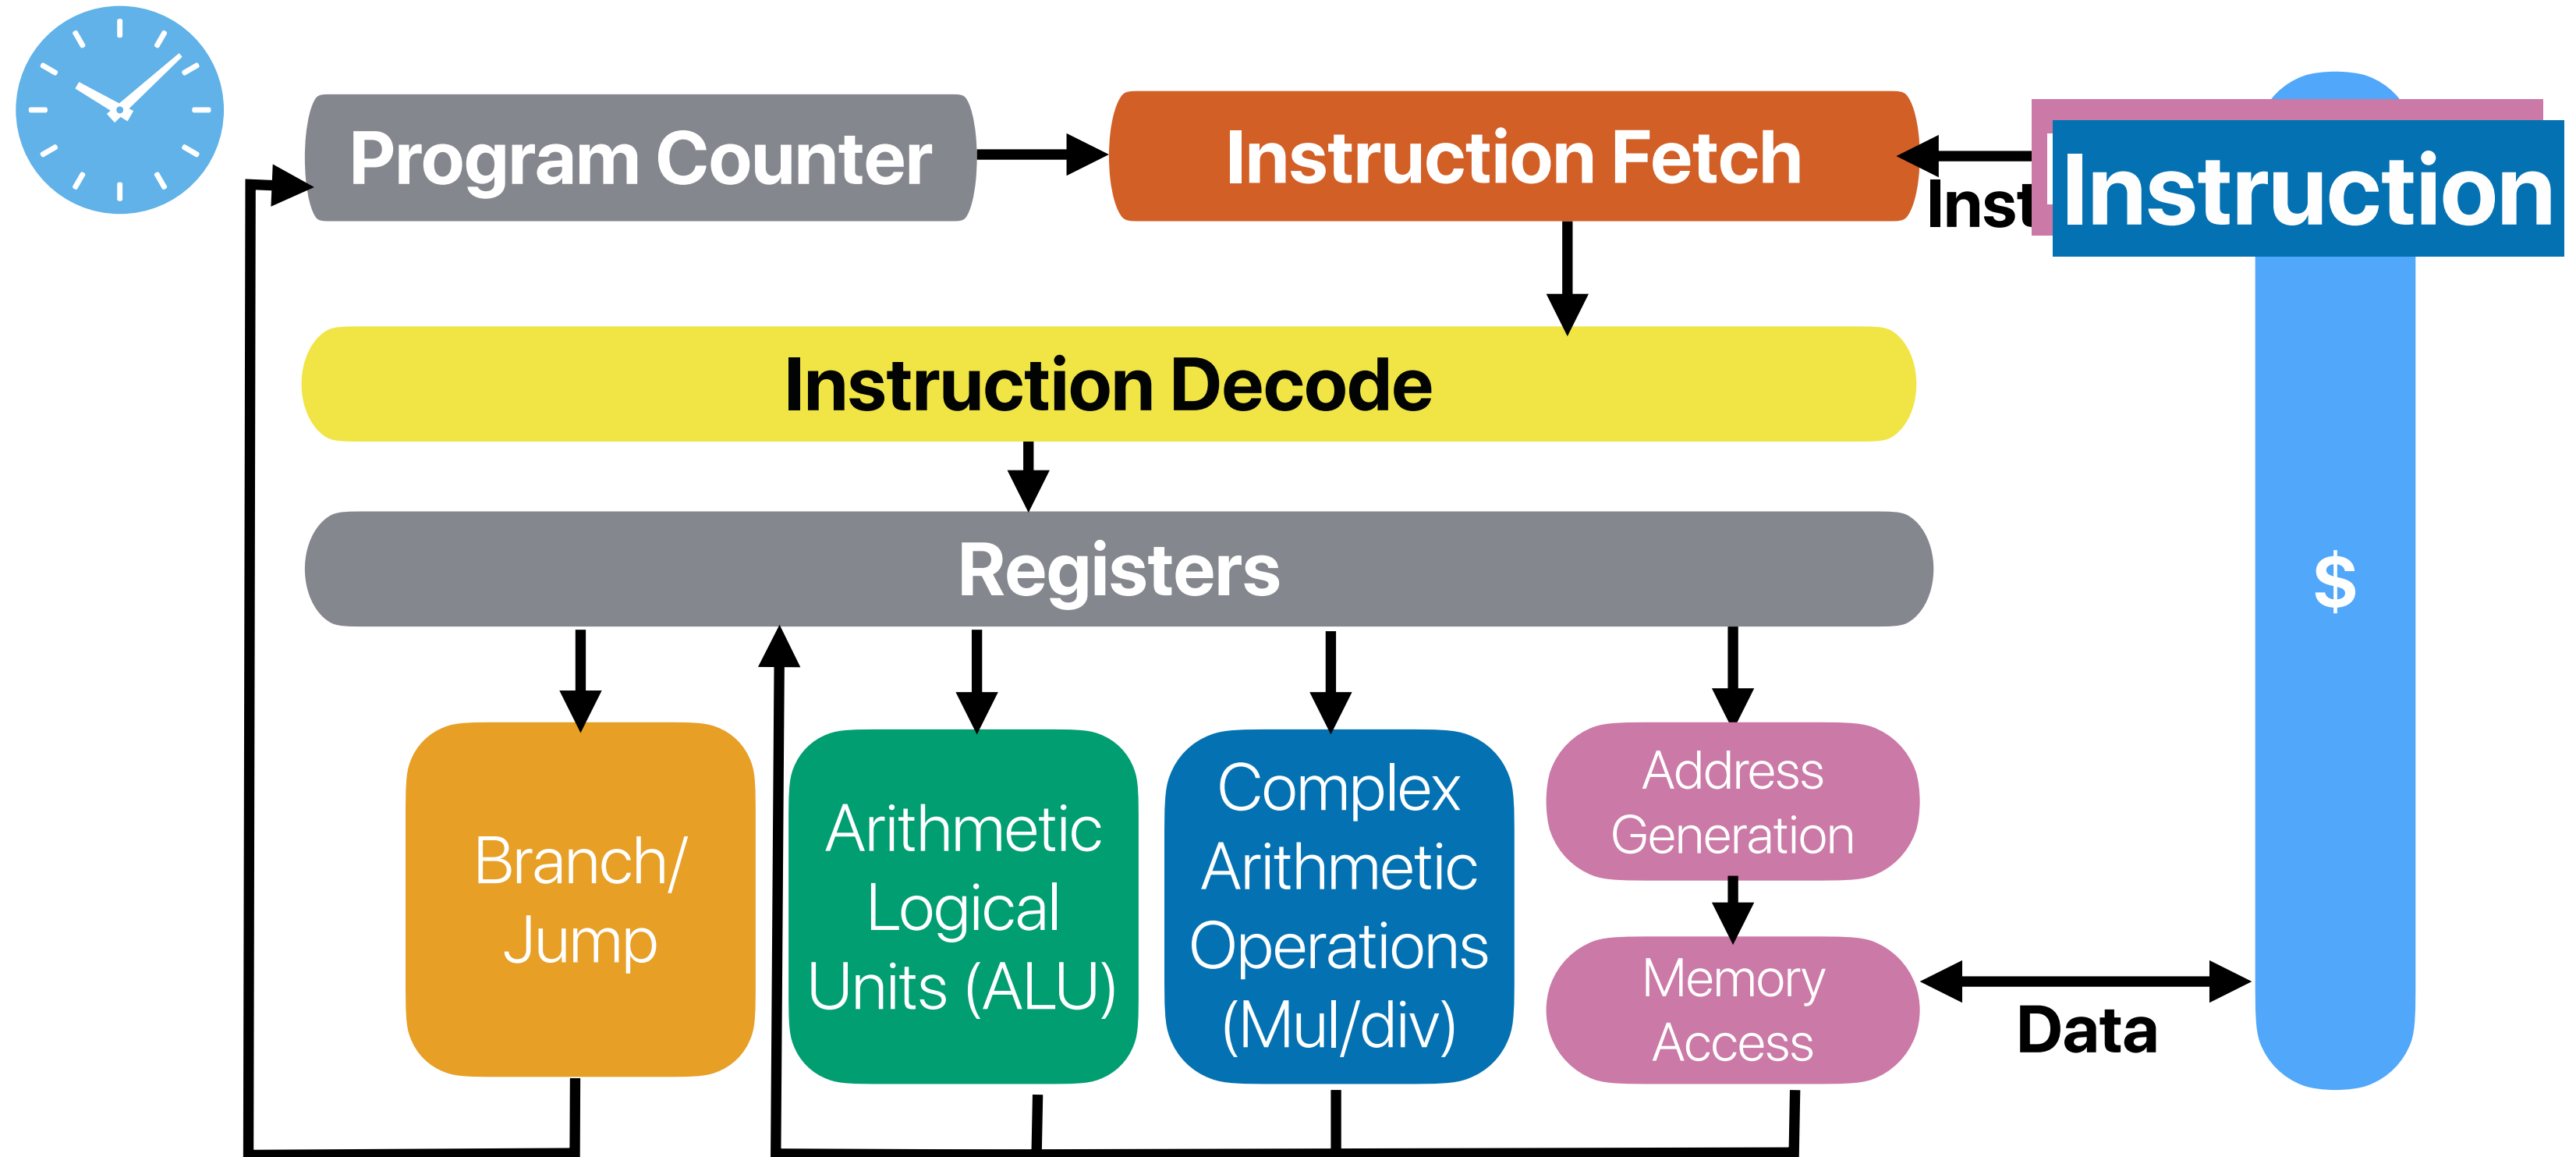 Program Counter
Instruction Fetch
Instruction
Inst
Instruction Decode
Registers
$
Branch/
Jump
Arithmetic
Logical
Units (ALU)
Complex
Arithmetic
Operations
(Mul/div)
Address
Generation
Memory
Access
Data